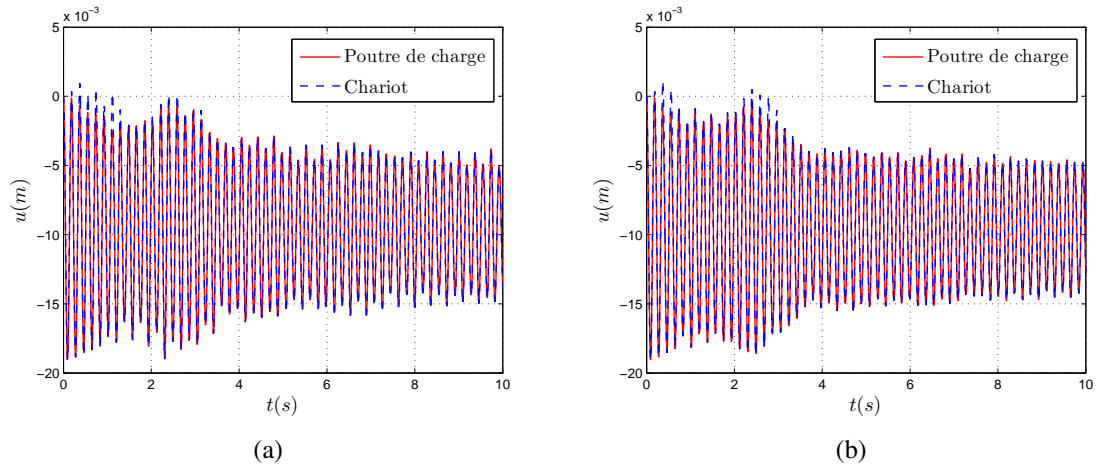 x 10⁻³
5
0
−5
−10
−15
−20
0 2 4 6 8 10
u(m)
t(s)
Poutre de charge
Chariot
(a)
x 10⁻³
5
0
−5
−10
−15
−20
0 2 4 6 8 10
u(m)
t(s)
Poutre de charge
Chariot
(b)